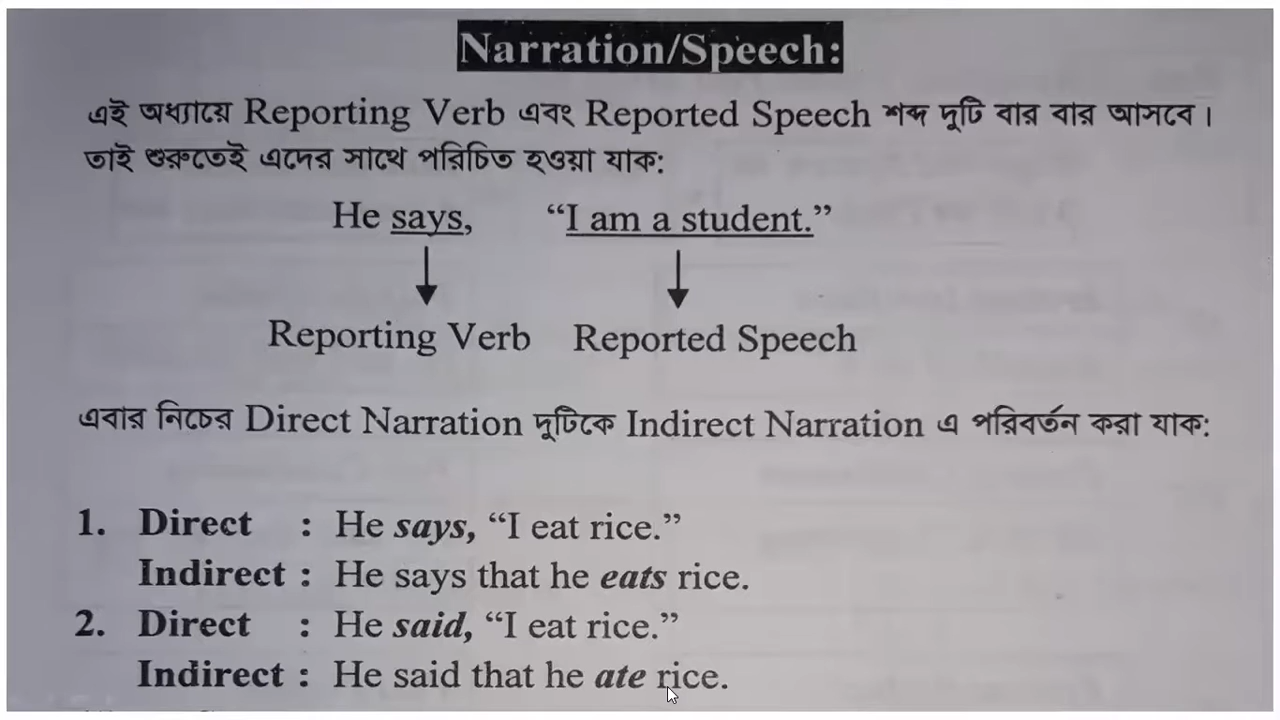 Narration/Speech:
এই অধ্যায়ে Reporting Verb এবং Reported Speech শব্দ দুটি বার বার আসবে।
তাই শুরুতেই এদের সাথে পরিচিত হওয়া যাক:
He says, “I am a student.”
Reporting Verb Reported Speech
এবার নিচের Direct Narration দুটিকে Indirect Narration এ পরিবর্তন করা যাক:
1. Direct : He says, “I eat rice.”
Indirect : He says that he eats rice.
2. Direct : He said, “I eat rice.”
Indirect : He said that he ate rice.